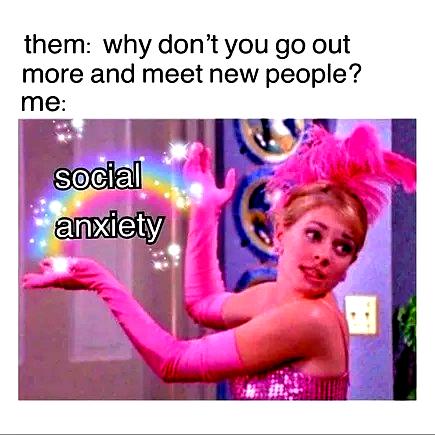 them: why don't you go out
more and meet new people?
me:
social
anxiety